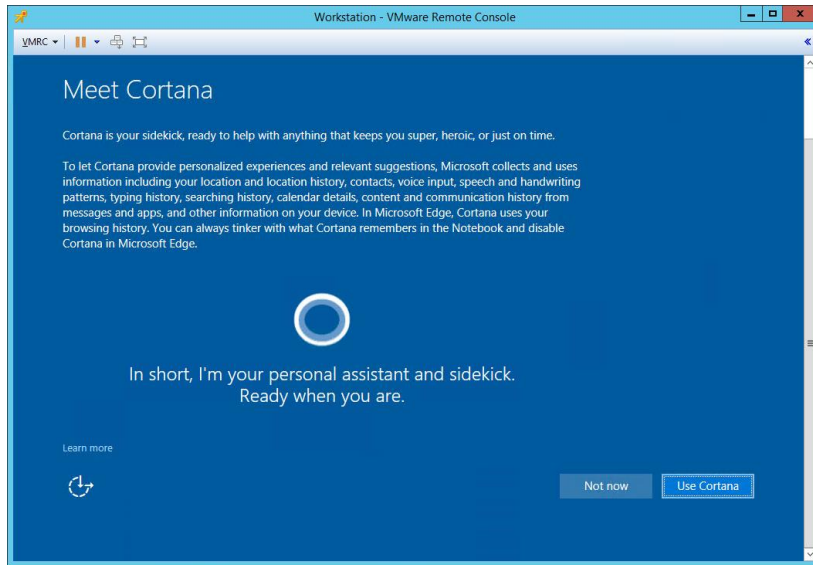 Workstation - VMware Remote Console
VMRC
Meet Cortana
Cortana is your sidekick, ready to help with anything that keeps you super, heroic, or just on time.
To let Cortana provide personalized experiences and relevant suggestions, Microsoft collects and uses
information including your location and location history, contacts, voice input, speech and handwriting
patterns, typing history, searching history, calendar details, content and communication history from
messages and apps, and other information on your device. In Microsoft Edge, Cortana uses your
browsing history. You can always tinker with what Cortana remembers in the Notebook and disable
Cortana in Microsoft Edge.
In short, I'm your personal assistant and sidekick.
Ready when you are.
Learn more
Not now Use Cortana